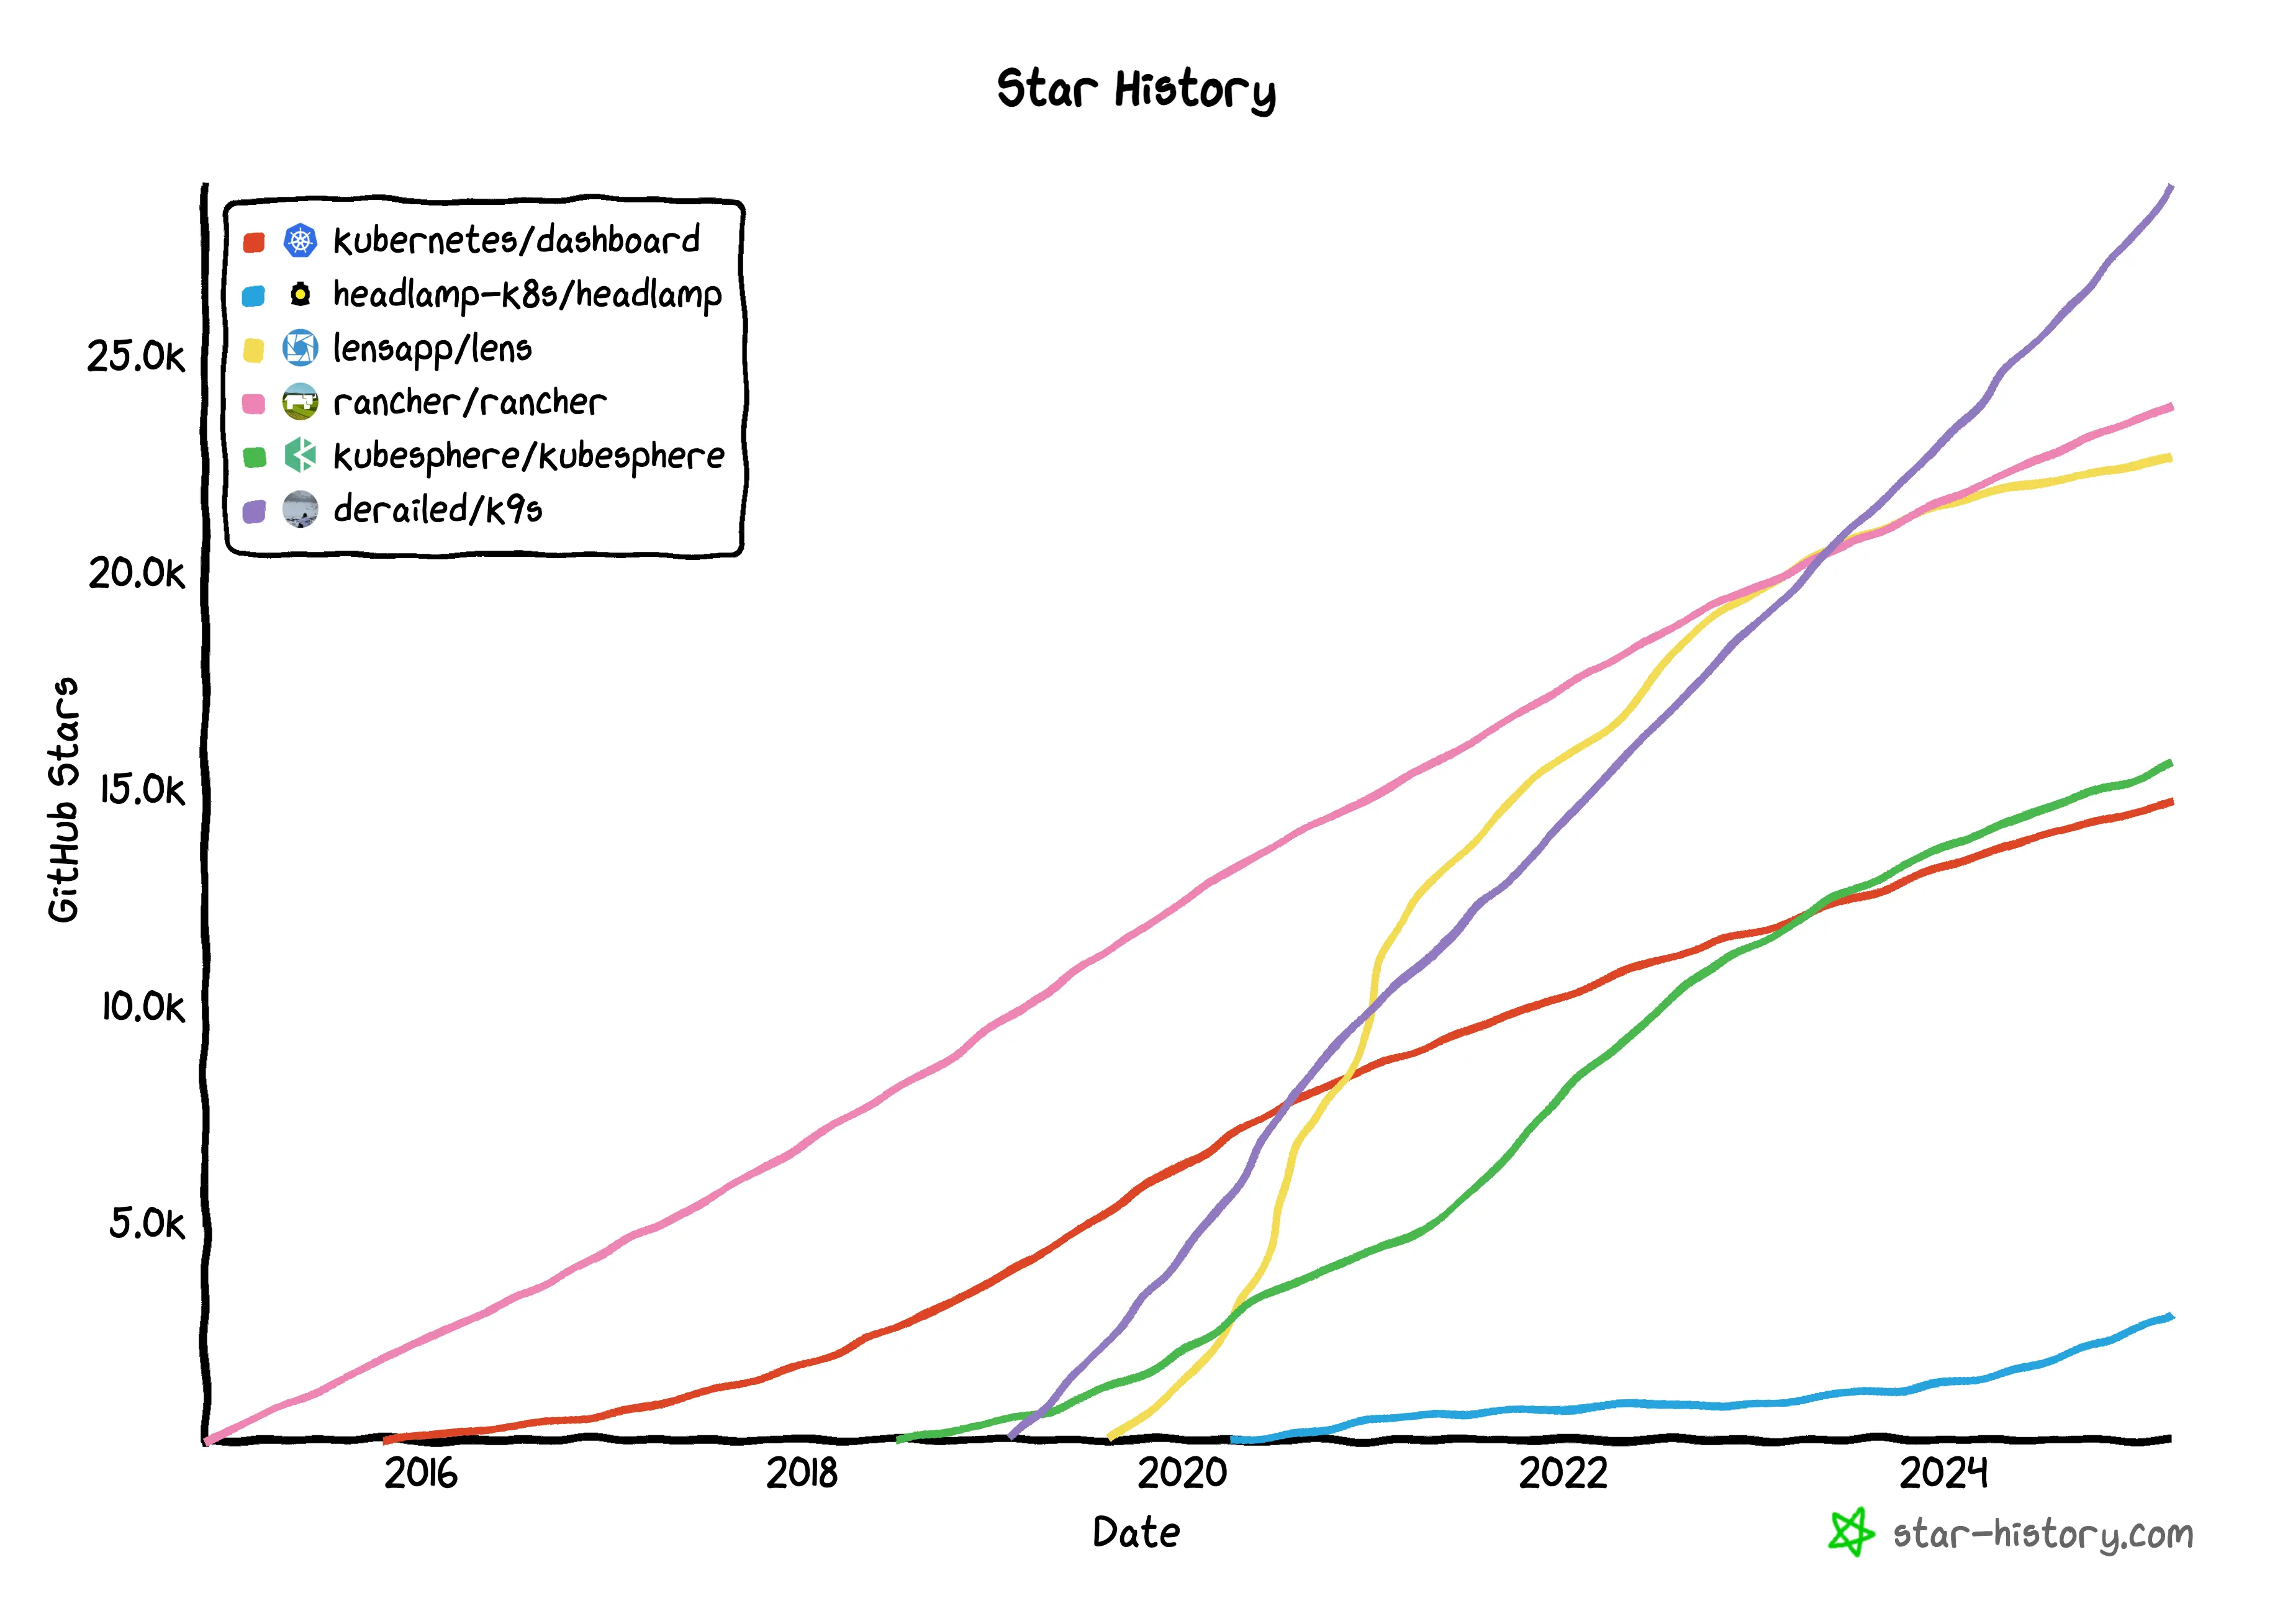 Star History
kubernetes/dashboard
headlamp-k8s/headlamp
lensapp/lens
rancher/rancher
kubesphere/kubesphere
derailed/k9s
GitHub Stars
25.0k
20.0k
15.0k
10.0k
5.0k
2016
2018
2020
2022
2024
Date
star-history.com